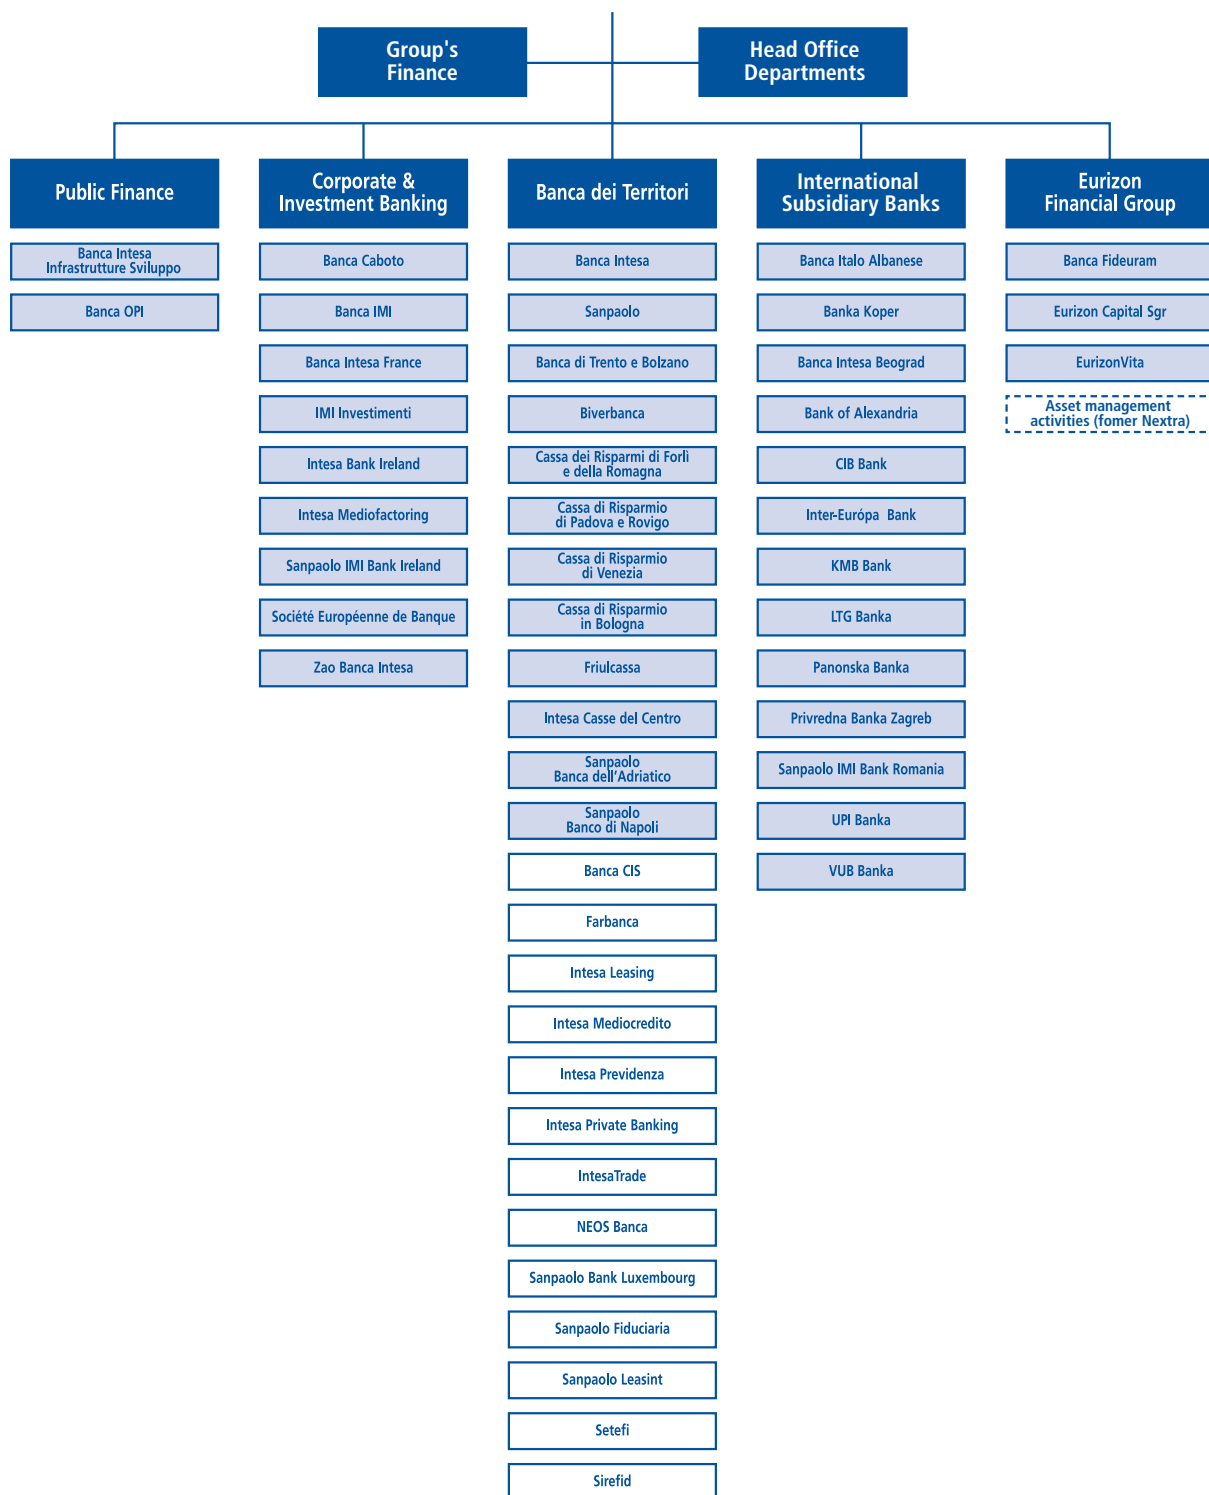 Group's
Finance
Head Office
Departments
Public Finance
Banca Intesa
Infrastrutture Sviluppo
Banca OPI
Corporate &
Investment Banking
Banca Caboto
Banca IMI
Banca Intesa France
IMI Investimenti
Intesa Bank Ireland
Intesa Mediofactoring
Sanpaolo IMI Bank Ireland
Société Européenne de Banque
Zao Banca Intesa
Banca dei Territori
Banca Intesa
Sanpaolo
Banca di Trento e Bolzano
Biverbanca
Cassa dei Risparmi di Forlì
e della Romagna
Cassa di Risparmio
di Padova e Rovigo
Cassa di Risparmio
di Venezia
Cassa di Risparmio
in Bologna
Friulcassa
Intesa Casse del Centro
Sanpaolo
Banca dell'Adriatico
Sanpaolo
Banco di Napoli
Banca CIS
Farbanca
Intesa Leasing
Intesa Mediocredito
Intesa Previdenza
Intesa Private Banking
IntesaTrade
NEOS Banca
Sanpaolo Bank Luxembourg
Sanpaolo Fiduciaria
Sanpaolo Leasint
Setefi
Sirefid
International
Subsidiary Banks
Banca Italo Albanese
Banka Koper
Banca Intesa Beograd
Bank of Alexandria
CIB Bank
Inter-Európa Bank
KMB Bank
LTG Banka
Panonska Banka
Privredna Banka Zagreb
Sanpaolo IMI Bank Romania
UPI Banka
VUB Banka
Eurizon
Financial Group
Banca Fideuram
Eurizon Capital Sgr
EurizonVita
Asset management
activities (fomer Nextra)